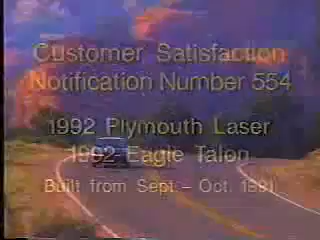 Customer Satisfaction
Notification Number 554
1992 Plymouth Laser
1992 Eagle Talon
Built from Sept - Oct. 1991